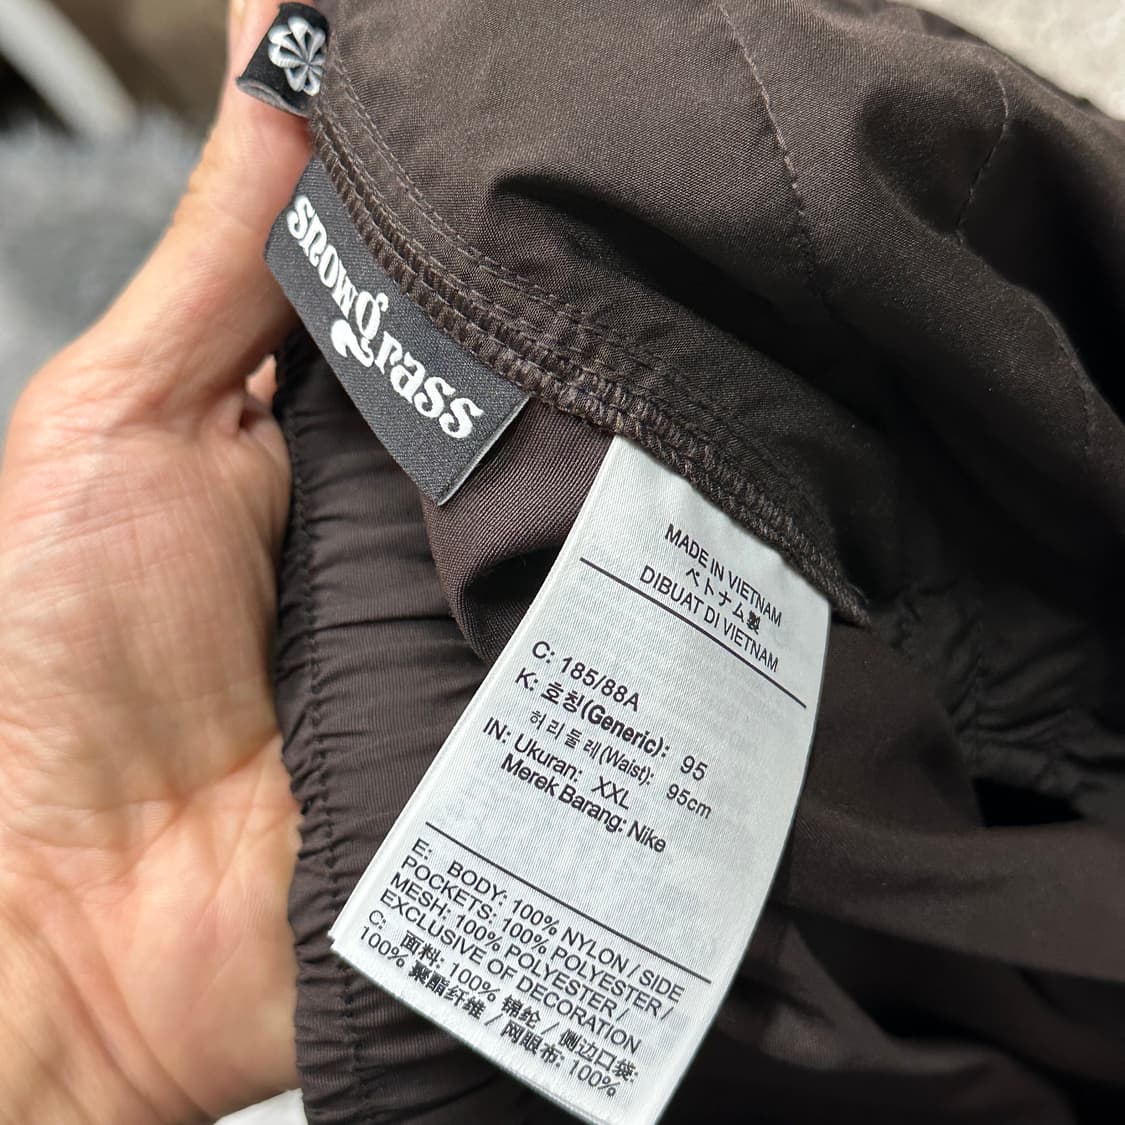 snowgrass
MADE IN VIETNAM
ベトナム製
DIBUAT DI VIETNAM
C: 185/88A
K: 호칭(Generic): 95
허리둘레(Waist): 95cm
IN: Ukuran: XXL
Merek Barang: Nike
E: BODY: 100% NYLON / SIDE
POCKETS: 100% POLYESTER /
MESH: 100% POLYESTER /
EXCLUSIVE OF DECORATION
C: 面料: 100% 锦纶 / 侧边口袋:
100% 聚酯纤维 / 网眼布: 100%